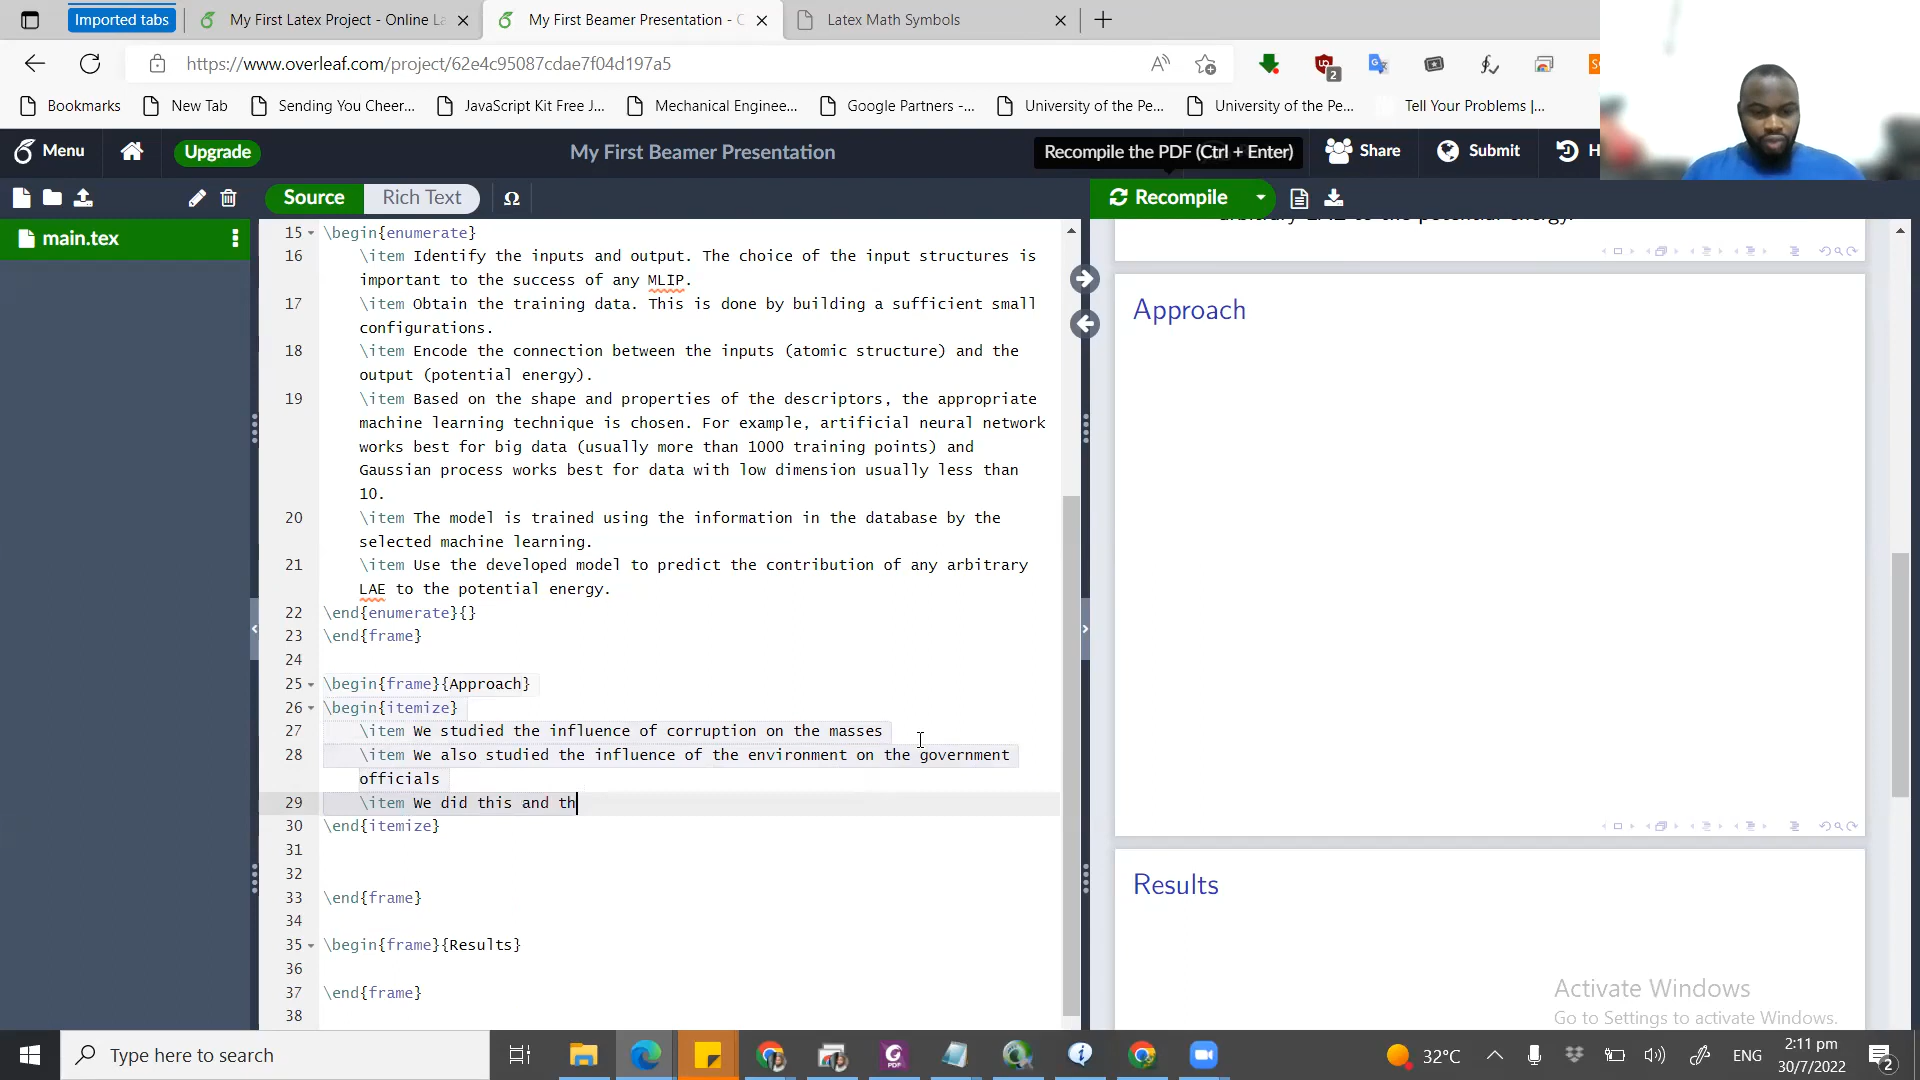 Imported tabs
My First Latex Project - Online La
My First Beamer Presentation - O
Latex Math Symbols
https://www.overleaf.com/project/62e4c95087cdae7f04d197a5
2
Bookmarks
New Tab
Sending You Cheer...
JavaScript Kit Free J...
Mechanical Enginee...
Google Partners -...
University of the Pe...
University of the Pe...
Tell Your Problems |...
Menu
Upgrade
My First Beamer Presentation
Recompile the PDF (Ctrl + Enter)
Share
Submit
H
Source
Rich Text
Ω
Recompile
main.tex
15 \begin{enumerate}
16 \item Identify the inputs and output. The choice of the input structures is
important to the success of any MLIP.
17 \item Obtain the training data. This is done by building a sufficient small
configurations.
18 \item Encode the connection between the inputs (atomic structure) and the
output (potential energy).
19 \item Based on the shape and properties of the descriptors, the appropriate
machine learning technique is chosen. For example, artificial neural network
works best for big data (usually more than 1000 training points) and
Gaussian process works best for data with low dimension usually less than
10.
20 \item The model is trained using the information in the database by the
selected machine learning.
21 \item Use the developed model to predict the contribution of any arbitrary
LAE to the potential energy.
22 \end{enumerate}{}
23 \end{frame}
24
25 \begin{frame}{Approach}
26 \begin{itemize}
27 \item We studied the influence of corruption on the masses
28 \item We also studied the influence of the environment on the government
officials
29 \item We did this and th
30 \end{itemize}
31
32
33 \end{frame}
34
35 \begin{frame}{Results}
36
37 \end{frame}
38
arbitrary LAE to the potential energy.
Approach
Results
Activate Windows
Go to Settings to activate Windows.
Type here to search
PDF
32°C
ENG
2:11 pm
30/7/2022
2